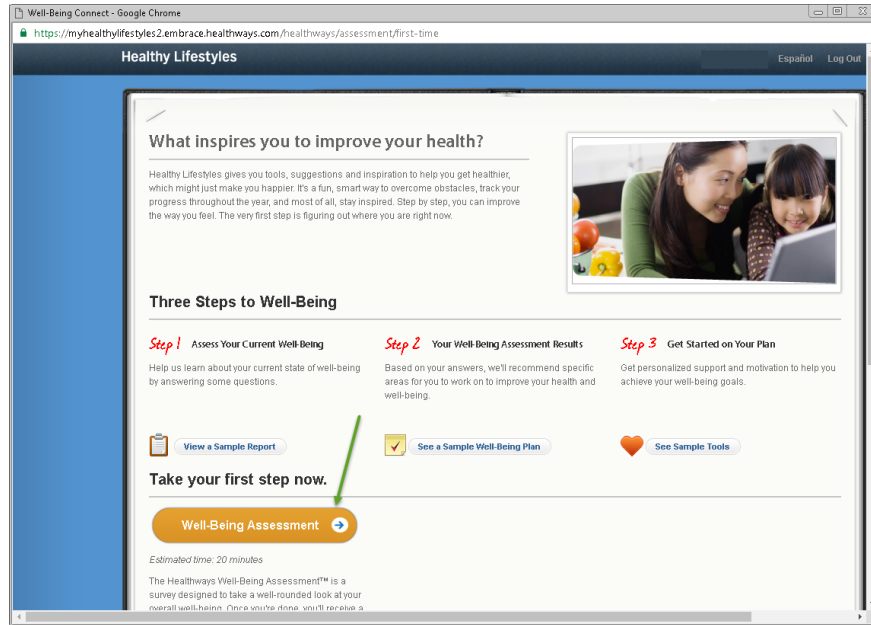 Well-Being Connect - Google Chrome
https://myhealthylifestyles2.embrace.healthways.com/healthways/assessment/first-time
Healthy Lifestyles
Español Log Out
What inspires you to improve your health?
Healthy Lifestyles gives you tools, suggestions and inspiration to help you get healthier,
which might just make you happier. It's a fun, smart way to overcome obstacles, track your
progress throughout the year, and most of all, stay inspired. Step by step, you can improve
the way you feel. The very first step is figuring out where you are right now.
Three Steps to Well-Being
Step 1 Assess Your Current Well-Being
Help us learn about your current state of well-being
by answering some questions.
View a Sample Report
Step 2 Your Well-Being Assessment Results
Based on your answers, we'll recommend specific
areas for you to work on to improve your health and
well-being.
See a Sample Well-Being Plan
Step 3 Get Started on Your Plan
Get personalized support and motivation to help you
achieve your well-being goals.
See Sample Tools
Take your first step now.
Well-Being Assessment
Estimated time: 20 minutes
The Healthways Well-Being Assessment™ is a
survey designed to take a well-rounded look at your
overall well-being. Once you're done, you'll receive a